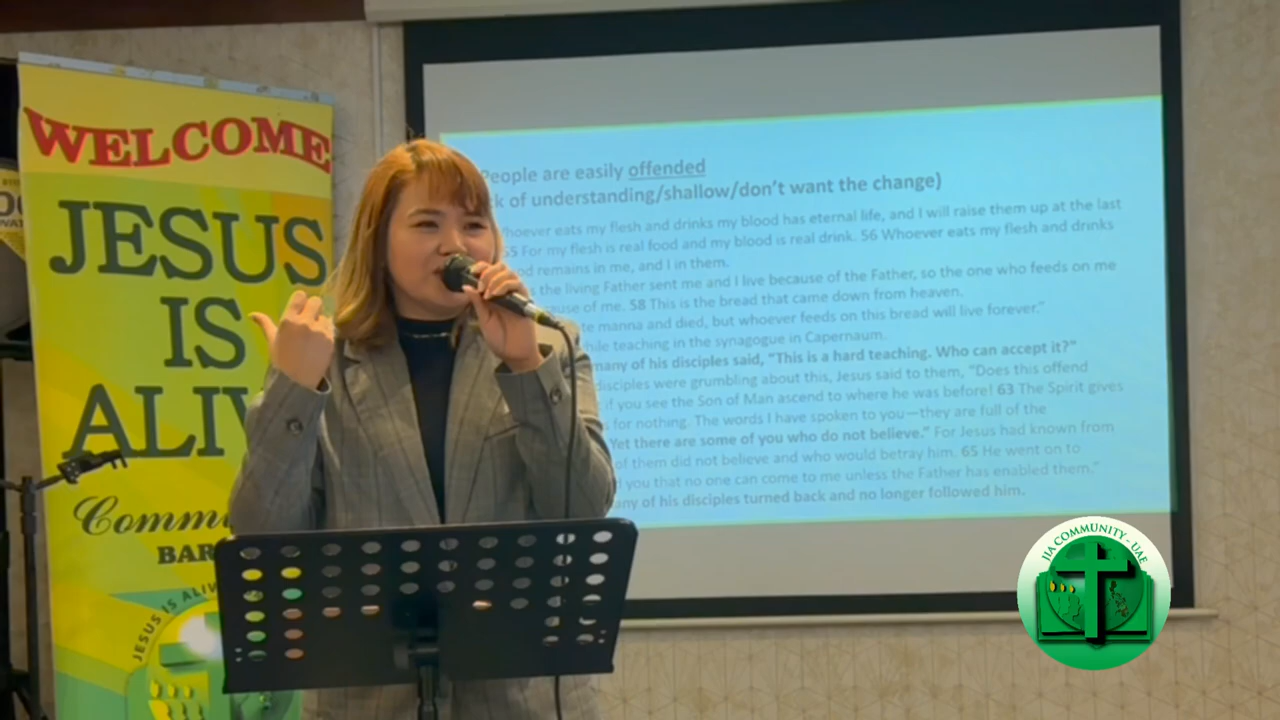 WELCOME
JESUS
IS
ALIV
Commu
BAR
JESUS IS ALIV
People are easily offended
ck of understanding/shallow/don't want the change)
hoever eats my flesh and drinks my blood has eternal life, and I will raise them up at the last
55 For my flesh is real food and my blood is real drink. 56 Whoever eats my flesh and drinks
od remains in me, and I in them.
s the living Father sent me and I live because of the Father, so the one who feeds on me
ause of me. 58 This is the bread that came down from heaven.
te manna and died, but whoever feeds on this bread will live forever."
hile teaching in the synagogue in Capernaum.
many of his disciples said, "This is a hard teaching. Who can accept it?"
disciples were grumbling about this, Jesus said to them, "Does this offend
if you see the Son of Man ascend to where he was before! 63 The Spirit gives
s for nothing. The words I have spoken to you—they are full of the
Yet there are some of you who do not believe." For Jesus had known from
of them did not believe and who would betray him. 65 He went on to
d you that no one can come to me unless the Father has enabled them."
any of his disciples turned back and no longer followed him.
JIA COMMUNITY - UAE